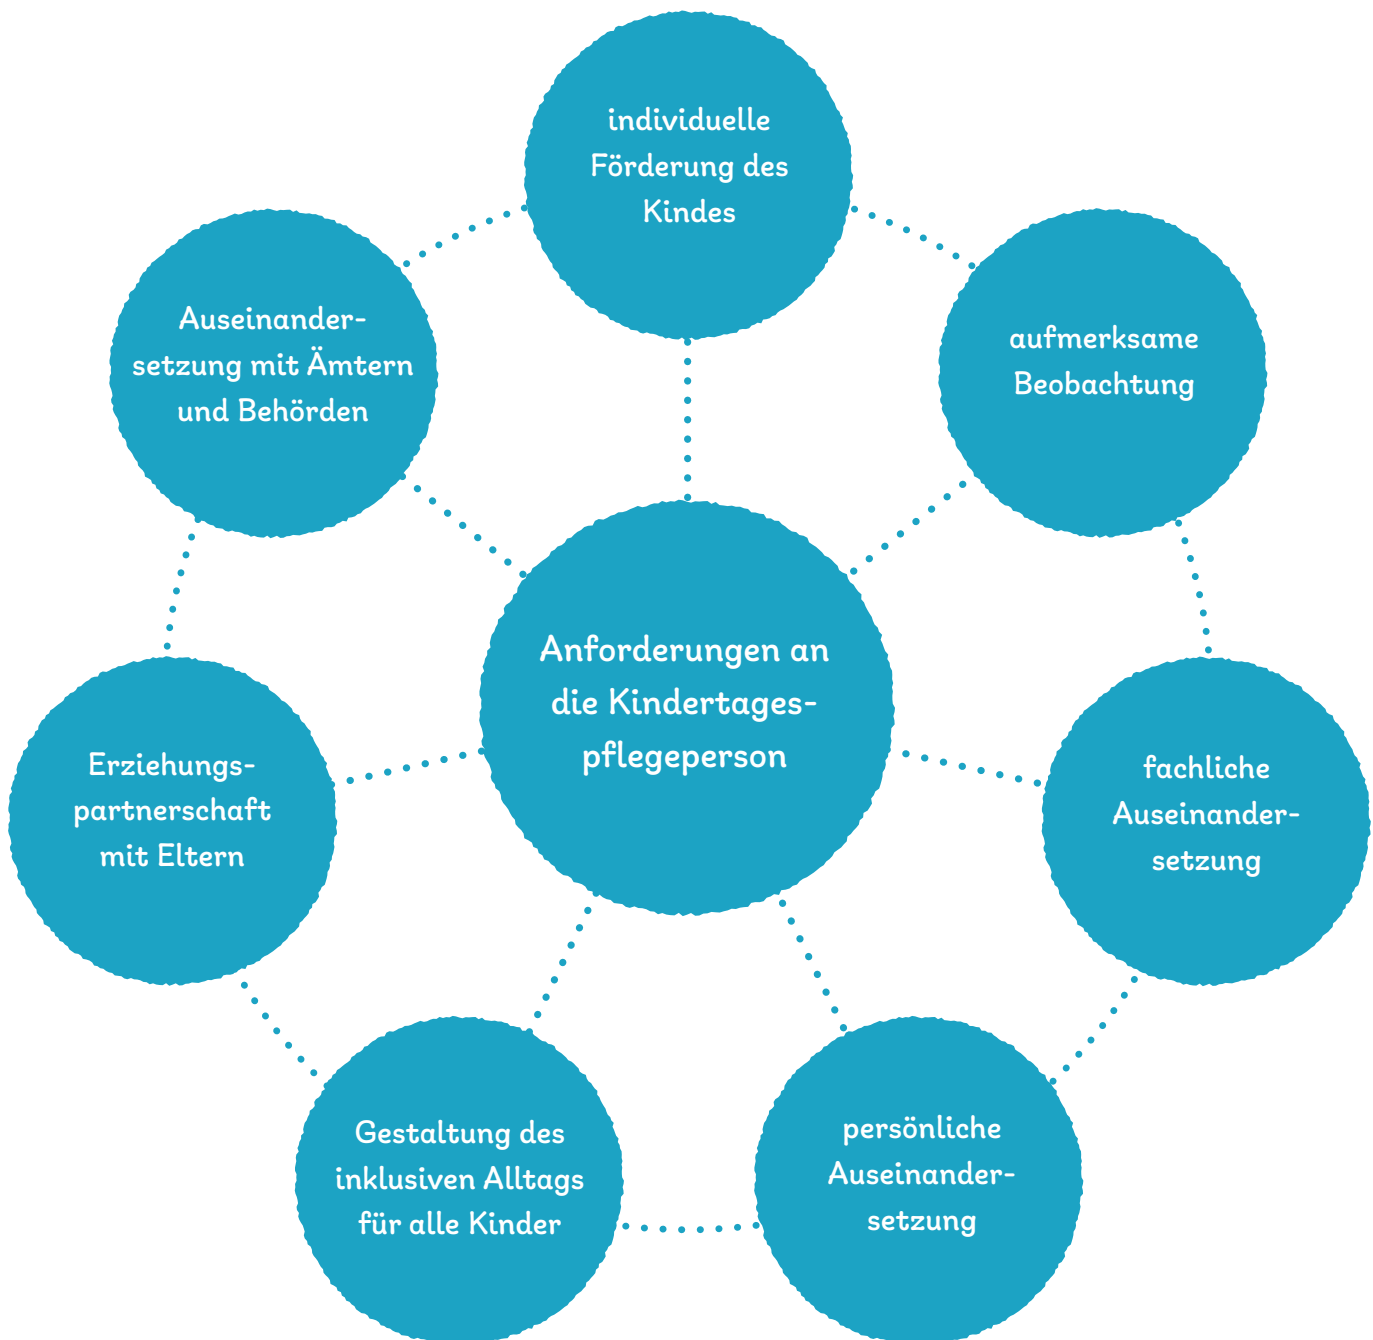 individuelle
Förderung des
Kindes
Auseinander-
setzung mit Ämtern
und Behörden
aufmerksame
Beobachtung
Anforderungen an
die Kindertages-
pflegeperson
Erziehungs-
partnerschaft
mit Eltern
fachliche
Auseinander-
setzung
Gestaltung des
inklusiven Alltags
für alle Kinder
persönliche
Auseinander-
setzung